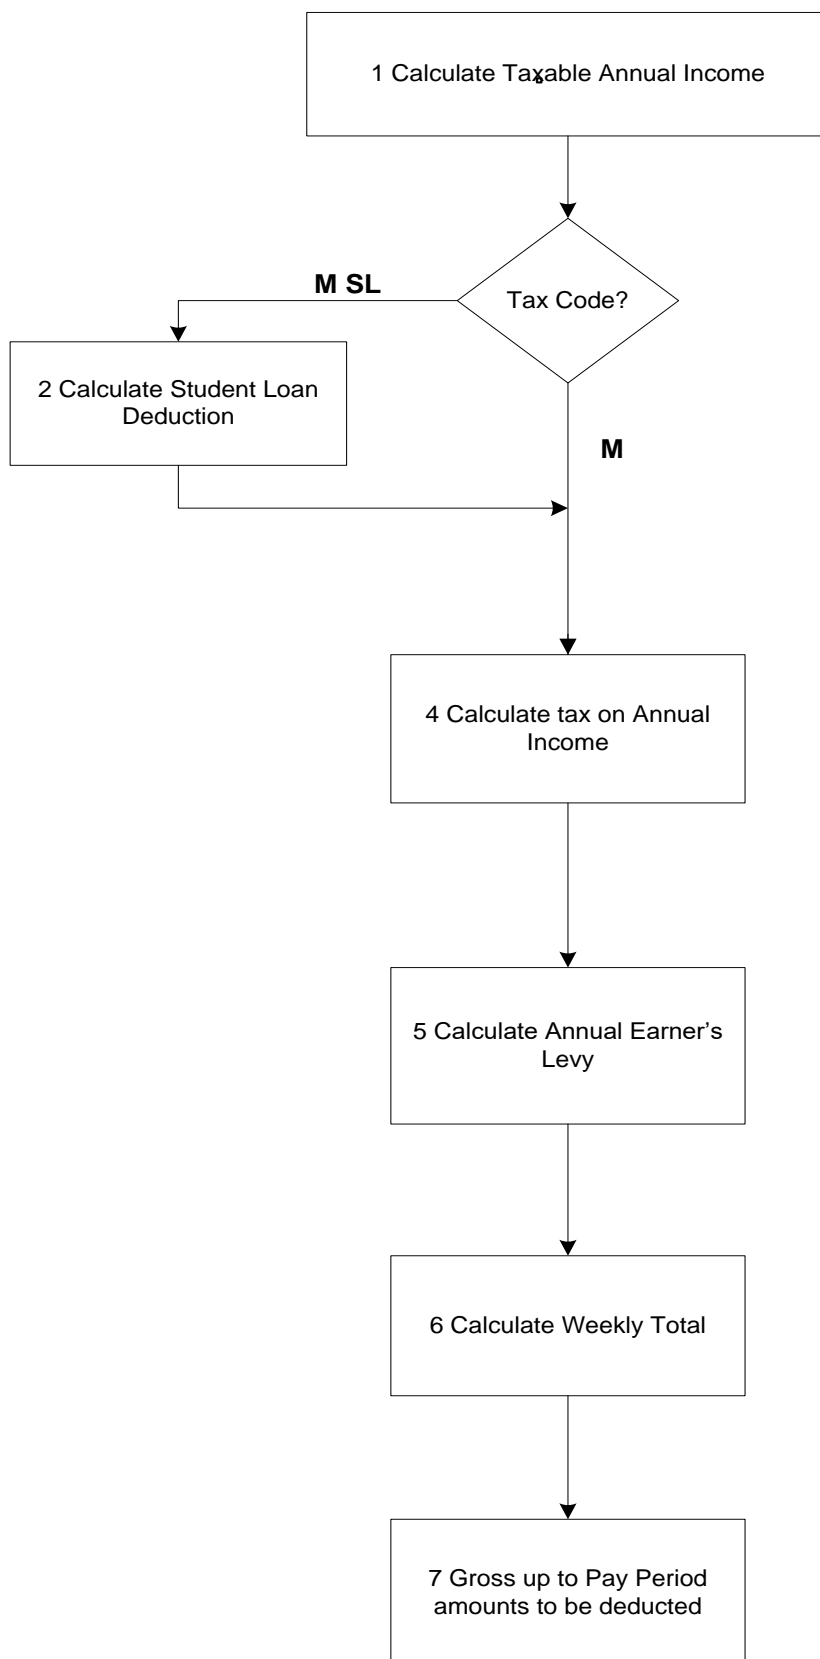 1 Calculate Taxable Annual Income
Tax Code?
M SL
2 Calculate Student Loan
Deduction
M
4 Calculate tax on Annual
Income
5 Calculate Annual Earner’s
Levy
6 Calculate Weekly Total
7 Gross up to Pay Period
amounts to be deducted